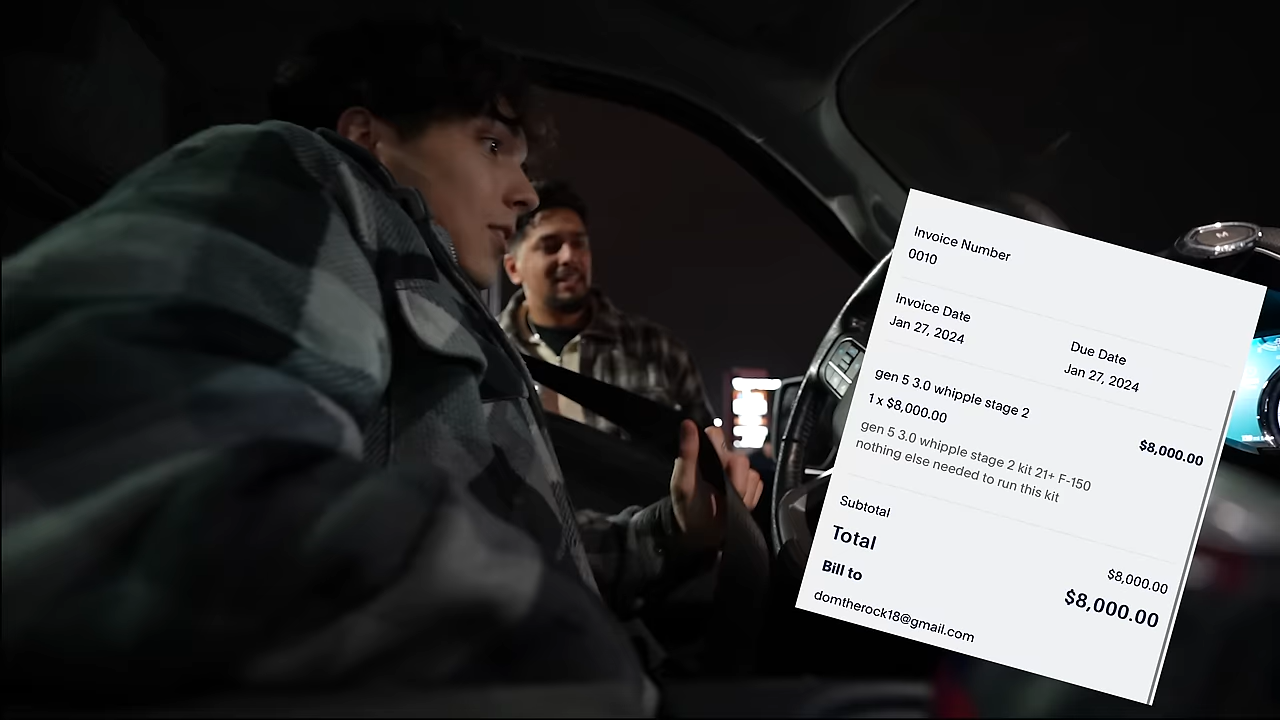 Invoice Number
0010
Invoice Date
Jan 27, 2024
Due Date
Jan 27, 2024
gen 5 3.0 whipple stage 2
1 x $8,000.00
$8,000.00
gen 5 3.0 whipple stage 2 kit 21+ F-150
nothing else needed to run this kit
Subtotal
$8,000.00
Total
$8,000.00
Bill to
domtherock18@gmail.com